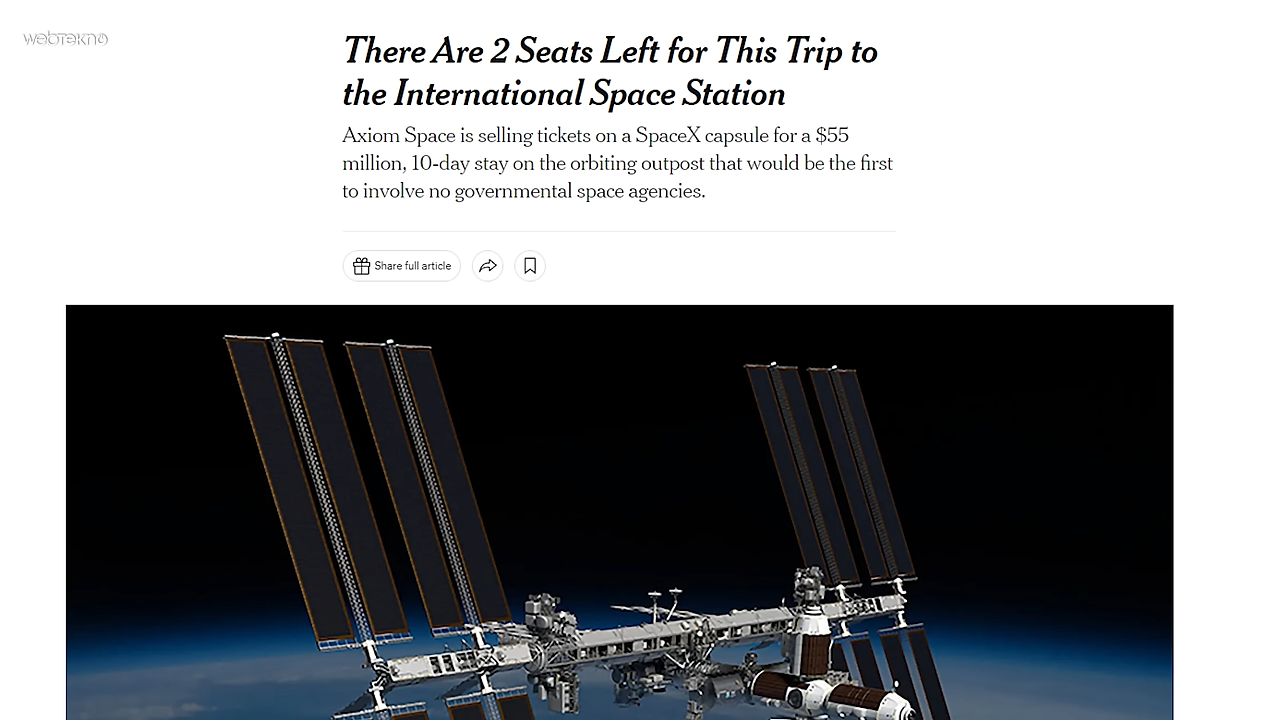 webtekno
There Are 2 Seats Left for This Trip to
the International Space Station
Axiom Space is selling tickets on a SpaceX capsule for a $55
million, 10-day stay on the orbiting outpost that would be the first
to involve no governmental space agencies.
Share full article